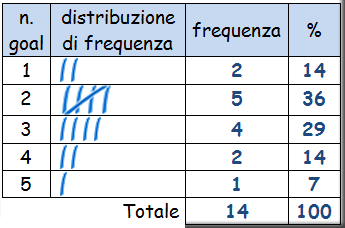 n. goal distribuzione di frequenza frequenza %
1 2 14
2 5 36
3 4 29
4 2 14
5 1 7
Totale 14 100